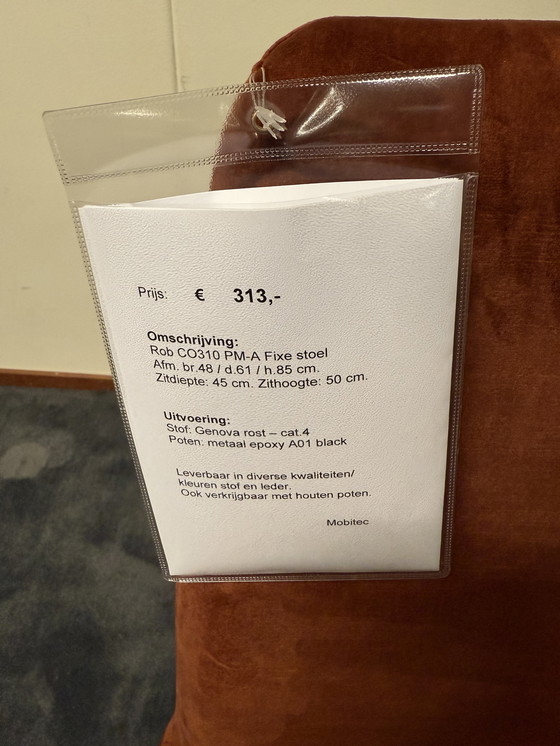 Prijs: € 313,-
Omschrijving:
Rob CO310 PM-A Fixe stoel
Afm. br.48 / d.61 / h.85 cm.
Zitdiepte: 45 cm. Zithoogte: 50 cm.
Uitvoering:
Stof: Genova rost – cat.4
Poten: metaal epoxy A01 black
Leverbaar in diverse kwaliteiten/
kleuren stof en leder.
Ook verkrijgbaar met houten poten.
Mobitec